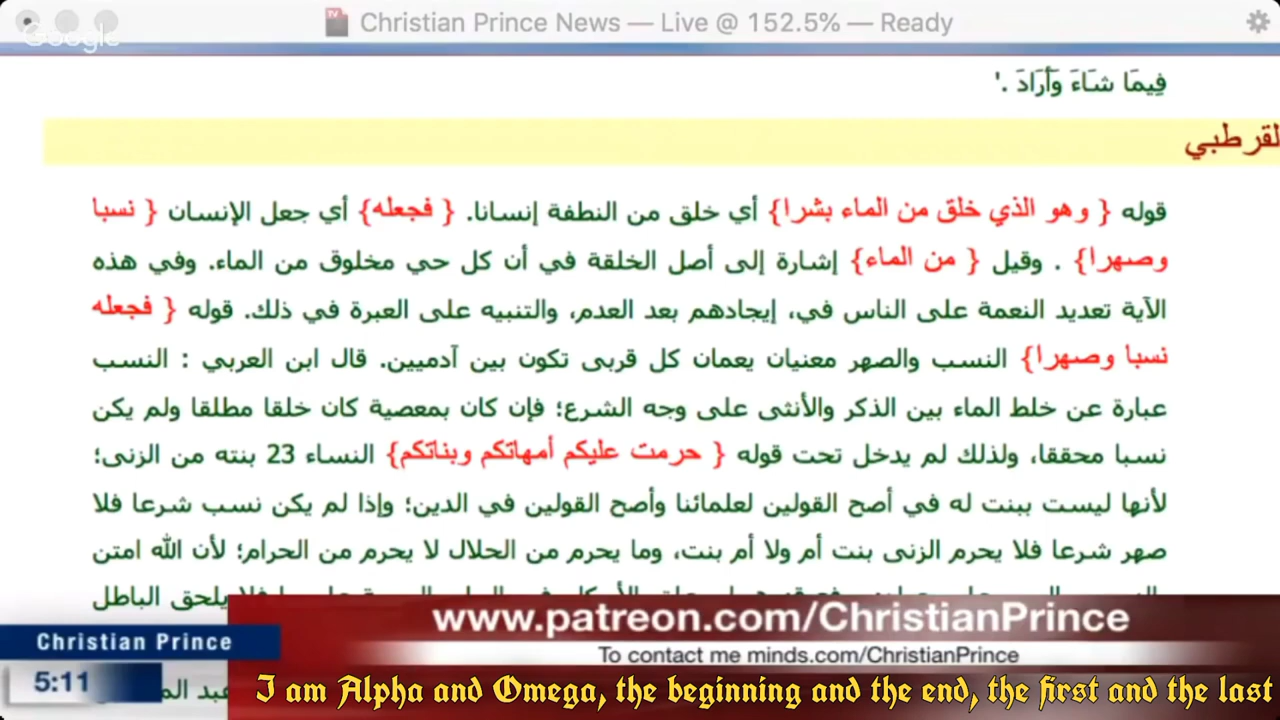 Christian Prince News — Live @ 152.5% — Ready
Google
فِيمَا شَاءَ وَأَرَادَ .'
لقرطبي
قوله { وهو الذي خلق من الماء بشرا} أي خلق من النطفة إنسانا. { فجعله} أي جعل الإنسان { نسبا
وصهرا} . وقيل { من الماء} إشارة إلى أصل الخلقة في أن كل حي مخلوق من الماء. وفي هذه
الآية تعديد النعمة على الناس في، إيجادهم بعد العدم، والتنبيه على العبرة في ذلك. قوله { فجعله
نسبا وصهرا} النسب والصهر معنيان يعمان كل قربى تكون بين آدميين. قال ابن العربي : النسب
عبارة عن خلط الماء بين الذكر والأنثى على وجه الشرع؛ فإن كان بمعصية كان خلقا مطلقا ولم يكن
نسبا محققا، ولذلك لم يدخل تحت قوله { حرمت عليكم أمهاتكم وبناتكم} النساء 23 بنته من الزنى؛
لأنها ليست ببنت له في أصح القولين لعلمائنا وأصح القولين في الدين؛ وإذا لم يكن نسب شرعا فلا
صهر شرعا فلا يحرم الزنى بنت أم ولا أم بنت، وما يحرم من الحلال لا يحرم من الحرام؛ لأن الله امتن
يلحق الباطل
www.patreon.com/ChristianPrince
Christian Prince
To contact me minds.com/ChristianPrince
5:11
I am Alpha and Omega, the beginning and the end, the first and the last